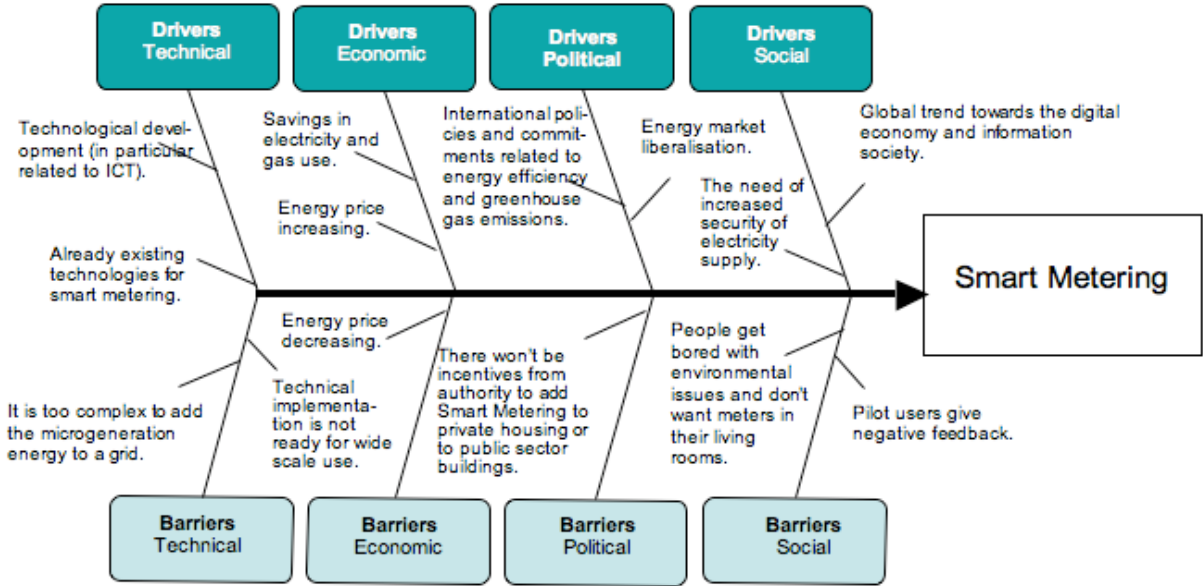 Drivers
Technical
Drivers
Economic
Drivers
Political
Drivers
Social
Technological devel-
opment (in particular
related to ICT).
Already existing
technologies for
smart metering.
Savings in
electricity and
gas use.
Energy price
increasing.
International poli-
cies and commit-
ments related to
energy efficiency
and greenhouse
gas emissions.
Energy market
liberalisation.
Global trend towards the digital
economy and information
society.
The need of
increased
security of
electricity
supply.
Smart Metering
It is too complex to add
the microgeneration
energy to a grid.
Technical
implementa-
tion is not
ready for wide
scale use.
Energy price
decreasing.
There won't be
incentives from
authority to add
Smart Metering to
private housing or
to public sector
buildings.
People get
bored with
environmental
issues and don't
want meters in
their living
rooms.
Pilot users give
negative feedback.
Barriers
Technical
Barriers
Economic
Barriers
Political
Barriers
Social